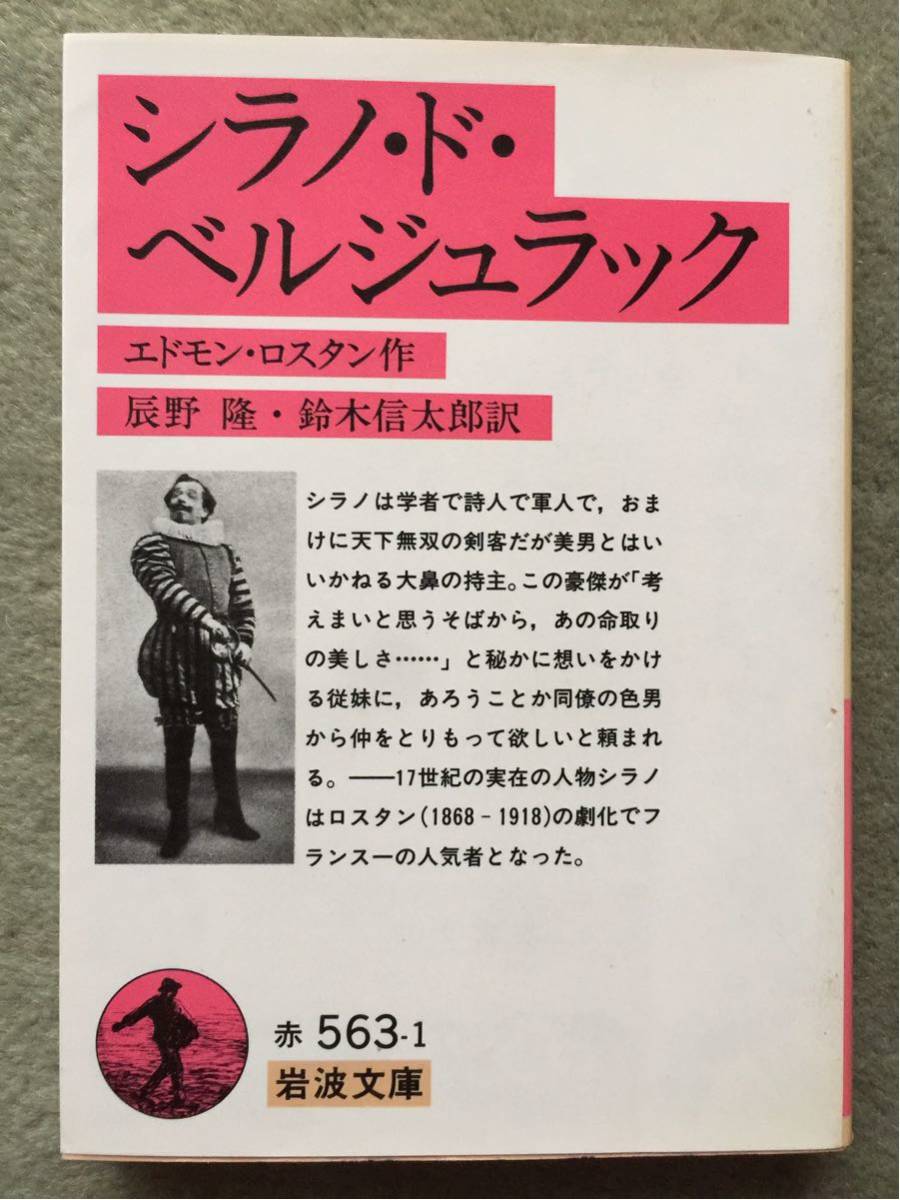 シラノ・ド・
ベルジュラック
エドモン・ロスタン作
辰野 隆・鈴木信太郎訳
シラノは学者で詩人で軍人で，おま
けに天下無双の剣客だが美男とはい
いかねる大鼻の持主。この豪傑が「考
えまいと思うそばから，あの命取り
の美しさ……」と秘かに想いをかけ
る従妹に，あろうことか同僚の色男
から仲をとりもって欲しいと頼まれ
る。――17世紀の実在の人物シラノ
はロスタン(1868‐1918)の劇化でフ
ランス一の人気者となった。
赤 563-1
岩波文庫